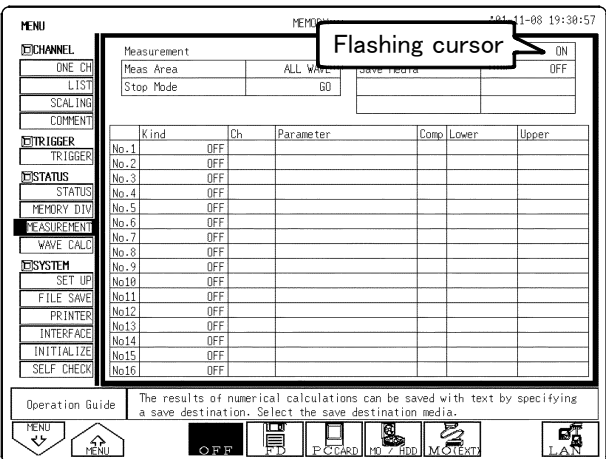 MENU MEMORY '01-11-08 19:30:57
Flashing cursor
CHANNEL
ONE CH
LIST
SCALING
COMMENT
TRIGGER
TRIGGER
STATUS
STATUS
MEMORY DIV
MEASUREMENT
WAVE CALC
SYSTEM
SET UP
FILE SAVE
PRINTER
INTERFACE
INITIALIZE
SELF CHECK
Measurement ON
Meas Area ALL WAVE Save Media OFF
Stop Mode GO
Kind Ch Parameter Comp Lower Upper
No.1 OFF
No.2 OFF
No.3 OFF
No.4 OFF
No.5 OFF
No.6 OFF
No.7 OFF
No.8 OFF
No.9 OFF
No10 OFF
No11 OFF
No12 OFF
No13 OFF
No14 OFF
No15 OFF
No16 OFF
Operation Guide
The results of numerical calculations can be saved with text by specifying
a save destination. Select the save destination media.
MENU MENU OFF FD PCCARD MO / HDD MO(EXT) LAN